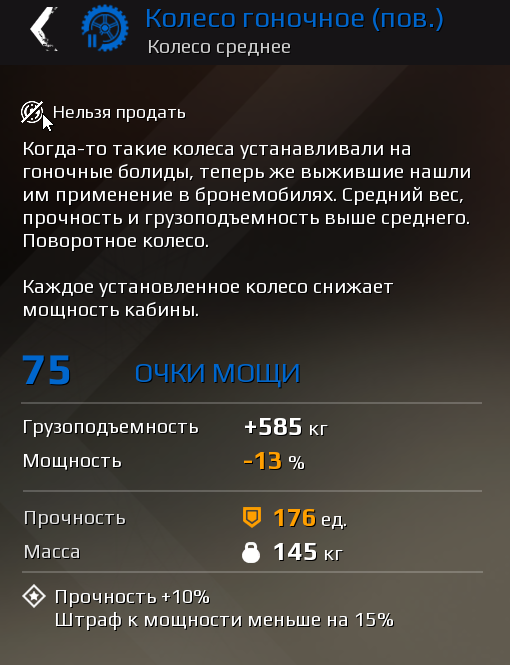 Колесо гоночное (пов.)
Колесо среднее
Нельзя продать
Когда-то такие колеса устанавливали на
гоночные болиды, теперь же выжившие нашли
им применение в бронемобилях. Средний вес,
прочность и грузоподъемность выше среднего.
Поворотное колесо.
Каждое установленное колесо снижает
мощность кабины.
75 ОЧКИ МОЩИ
Грузоподъемность +585 кг
Мощность -13 %
Прочность 176 ед.
Масса 145 кг
Прочность +10%
Штраф к мощности меньше на 15%